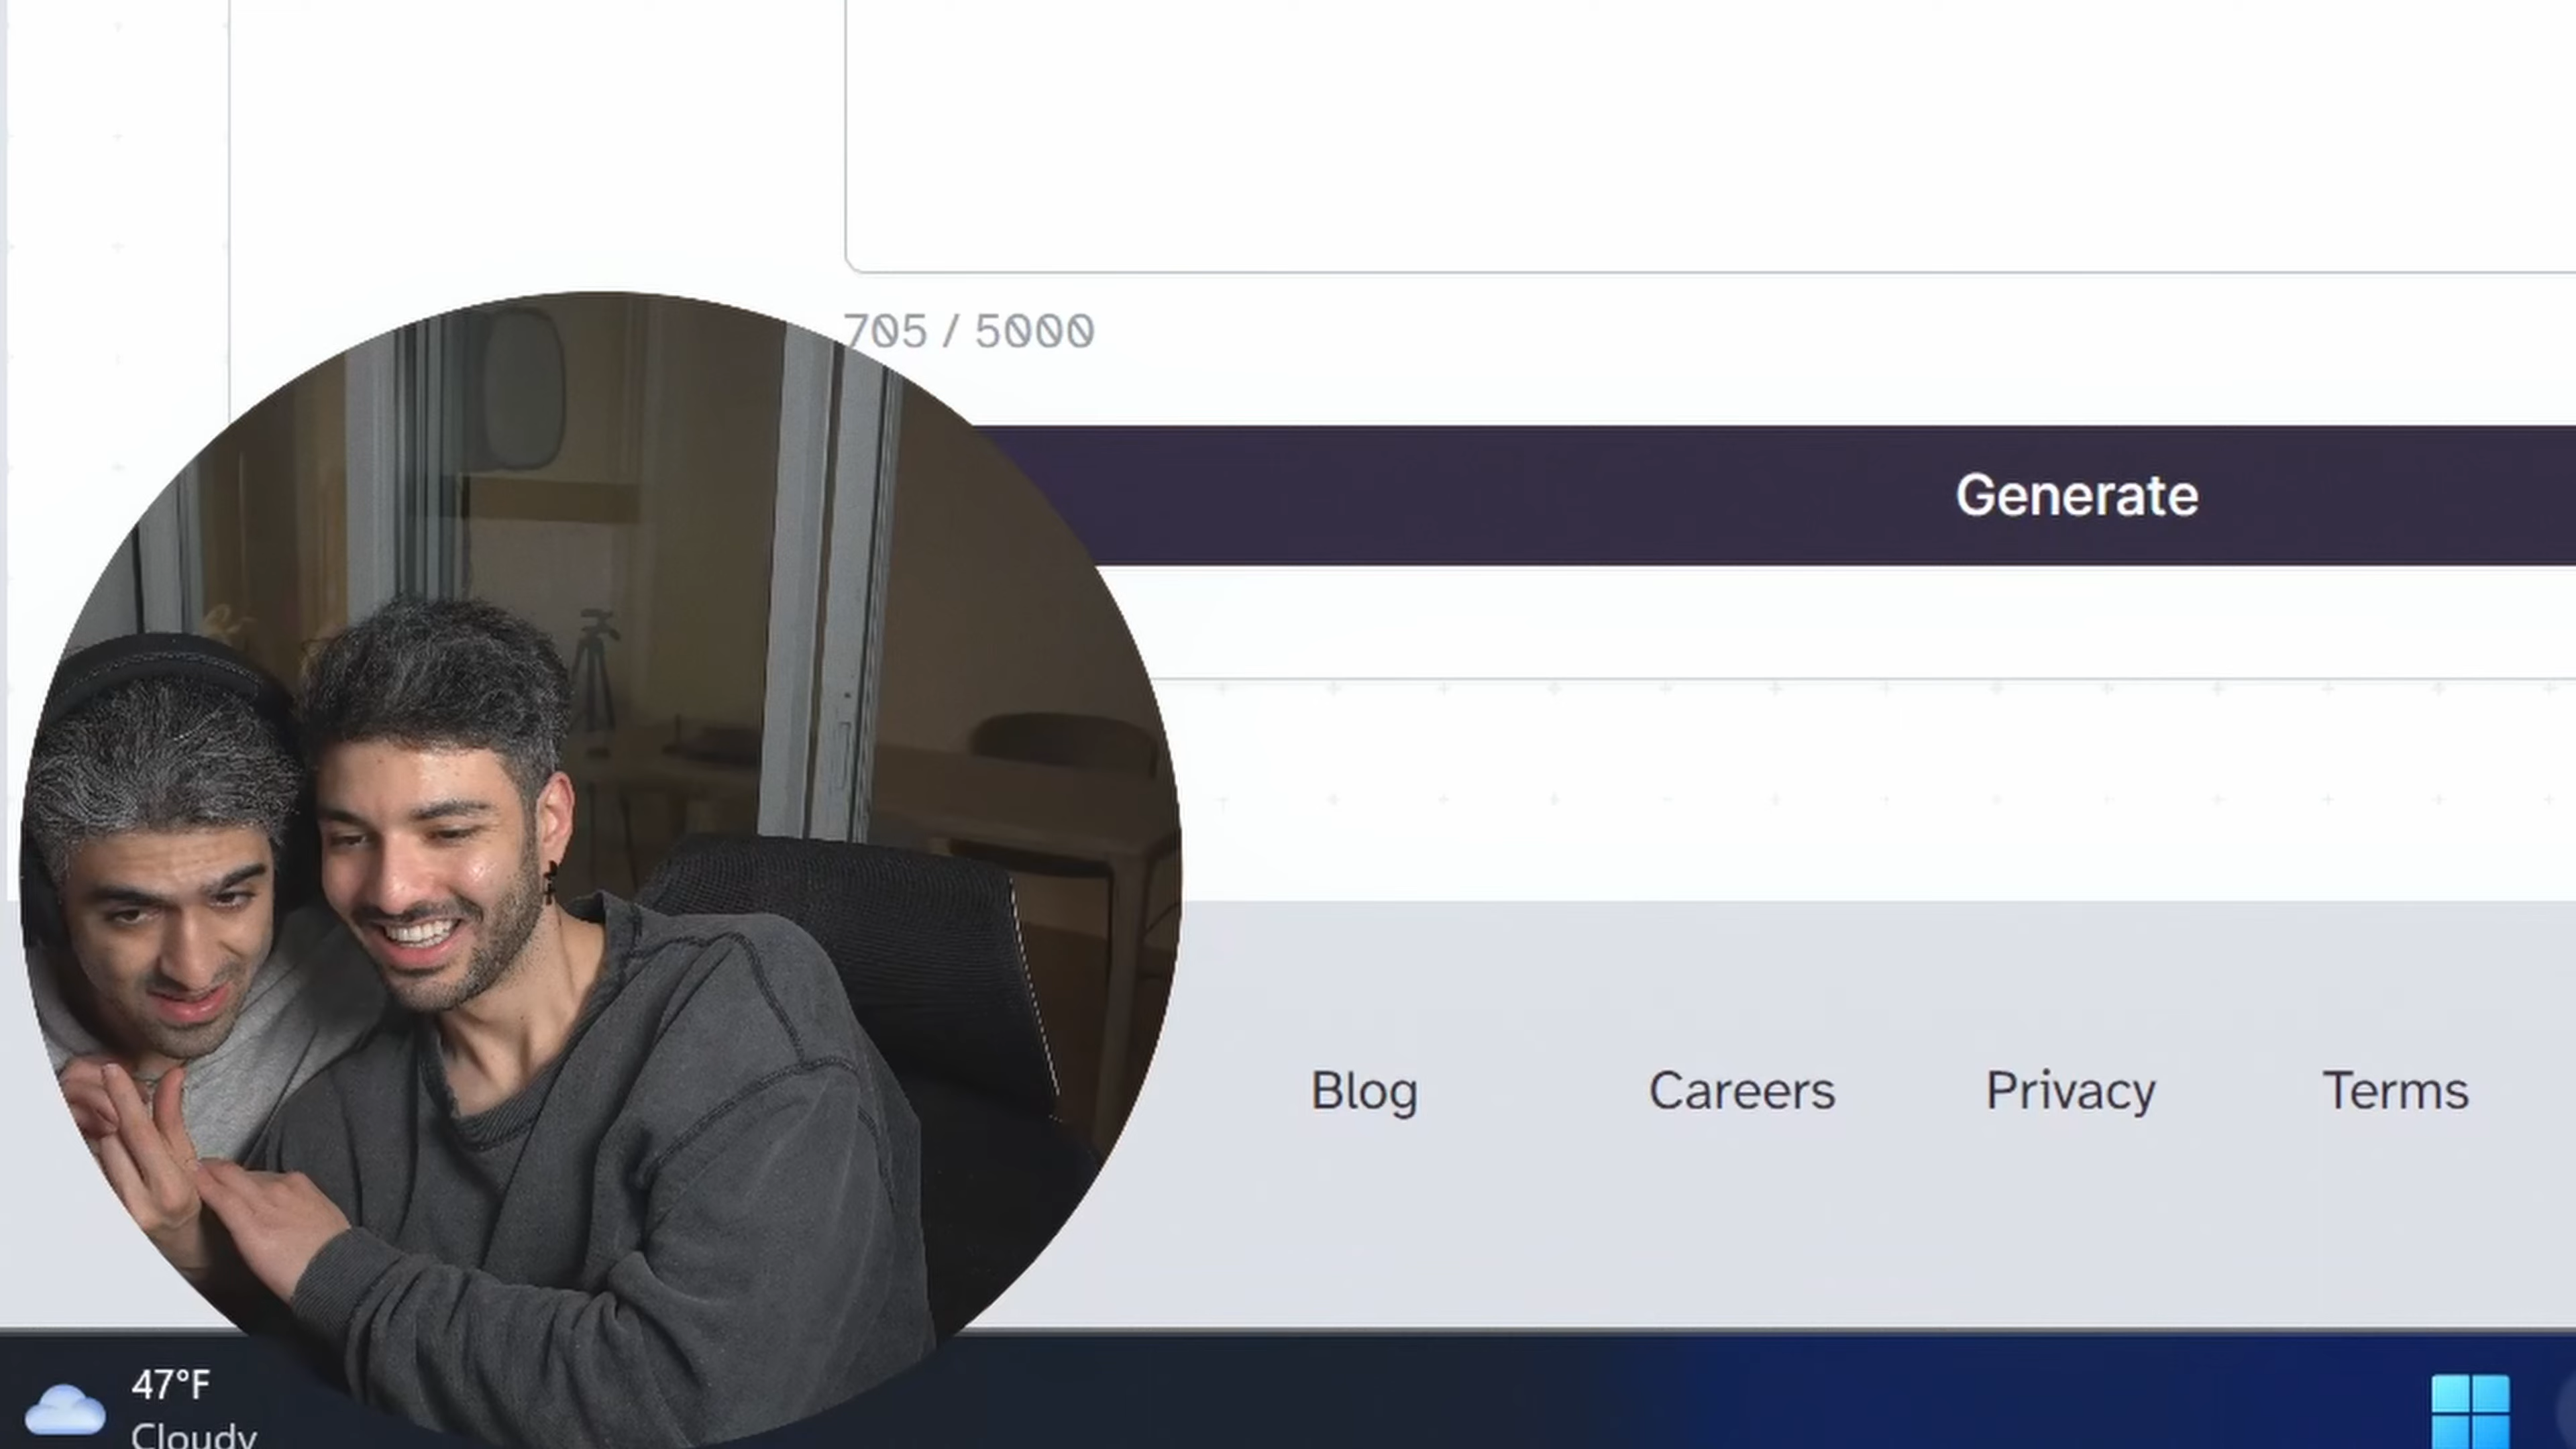 705 / 5000
Generate
Blog
Careers
Privacy
Terms
47°F
Cloudy